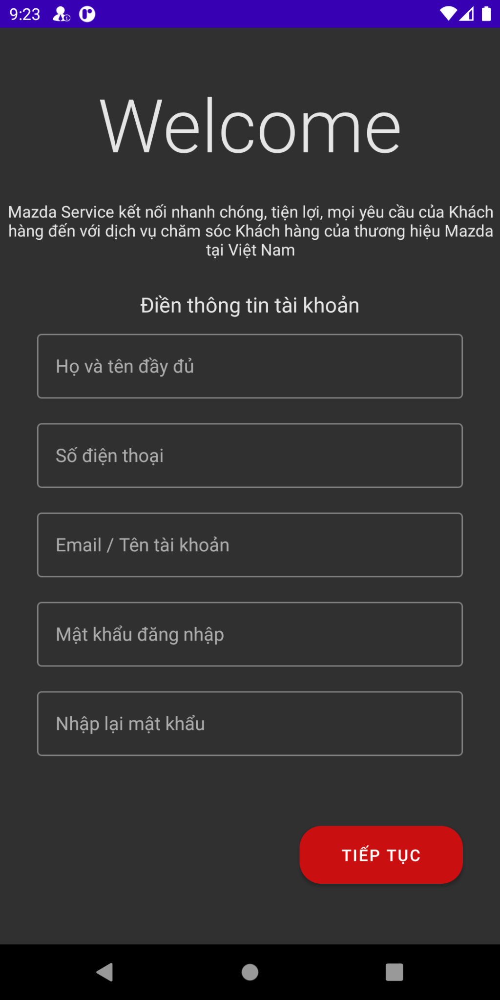 9:23
Welcome
Mazda Service kết nối nhanh chóng, tiện lợi, mọi yêu cầu của Khách
hàng đến với dịch vụ chăm sóc Khách hàng của thương hiệu Mazda
tại Việt Nam
Điền thông tin tài khoản
Họ và tên đầy đủ
Số điện thoại
Email / Tên tài khoản
Mật khẩu đăng nhập
Nhập lại mật khẩu
TIẾP TỤC